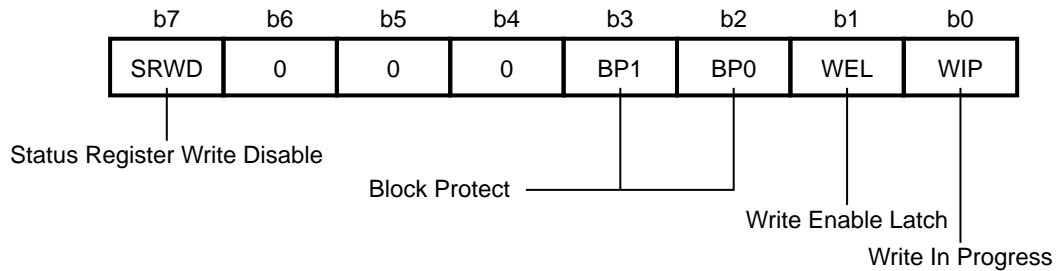 b7 b6 b5 b4 b3 b2 b1 b0
SRWD 0 0 0 BP1 BP0 WEL WIP
Status Register Write Disable
Block Protect
Write Enable Latch
Write In Progress